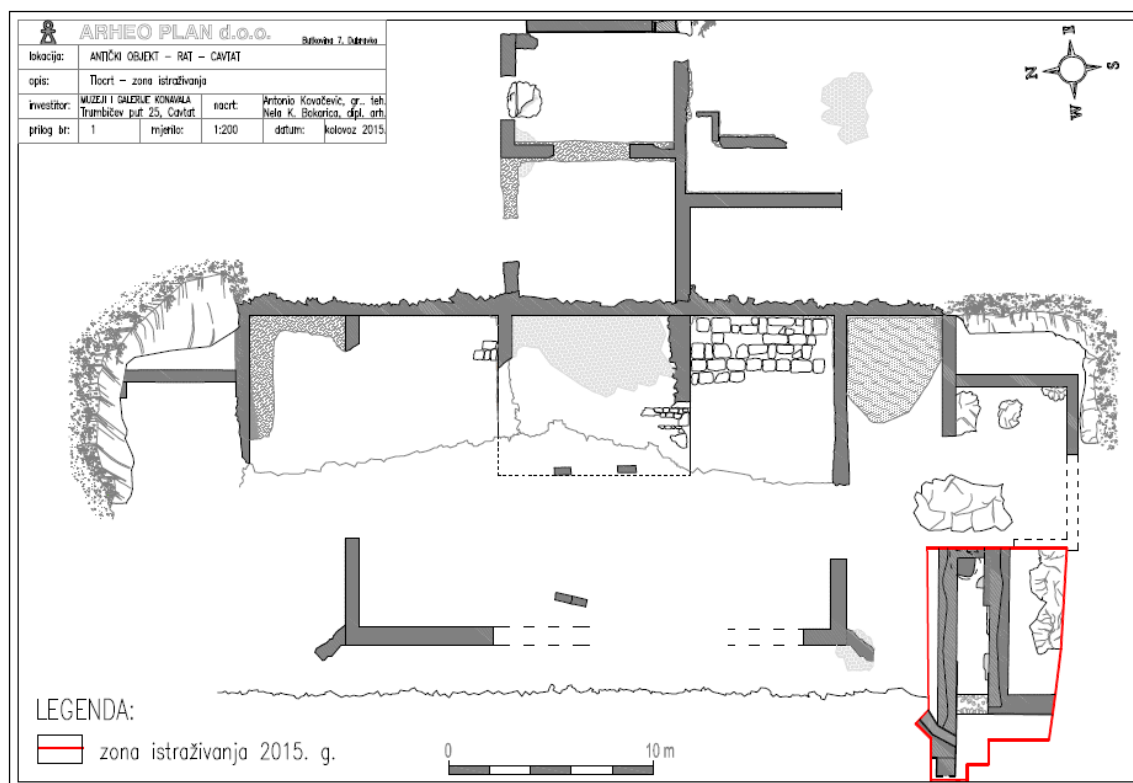 ARHEO PLAN d.o.o.
Butkovina 7, Dubravka
lokacija: ANTIČKI OBJEKT – RAT – CAVTAT
opis: Tlocrt – zona istraživanja
investitor: MUZEJI I GALERIJE KONAVALA
Trumbićev put 25, Cavtat
nacrt: Antonio Kovačević, gr.. teh.
Nela K. Bokarica, dipl. arh.
prilog br: 1 mjerilo: 1:200 datum: kolovoz 2015.
E
N S
W
LEGENDA:
zona istraživanja 2015. g.
0 10 m